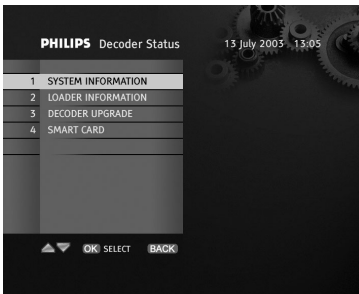 PHILIPS Decoder Status 13 July 2003 13:05
1 SYSTEM INFORMATION
2 LOADER INFORMATION
3 DECODER UPGRADE
4 SMART CARD
OK SELECT BACK